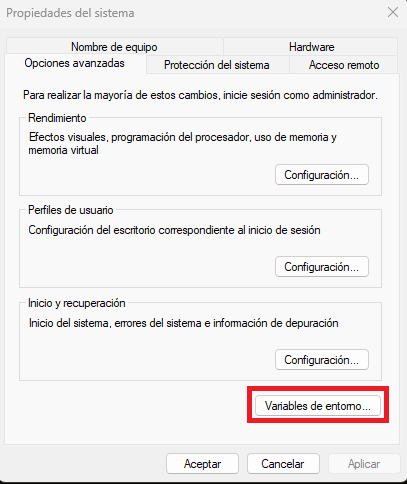 Propiedades del sistema
Nombre de equipo
Hardware
Opciones avanzadas
Protección del sistema
Acceso remoto
Para realizar la mayoría de estos cambios, inicie sesión como administrador.
Rendimiento
Efectos visuales, programación del procesador, uso de memoria y
memoria virtual
Configuración...
Perfiles de usuario
Configuración del escritorio correspondiente al inicio de sesión
Configuración...
Inicio y recuperación
Inicio del sistema, errores del sistema e información de depuración
Configuración...
Variables de entorno...
Aceptar
Cancelar
Aplicar